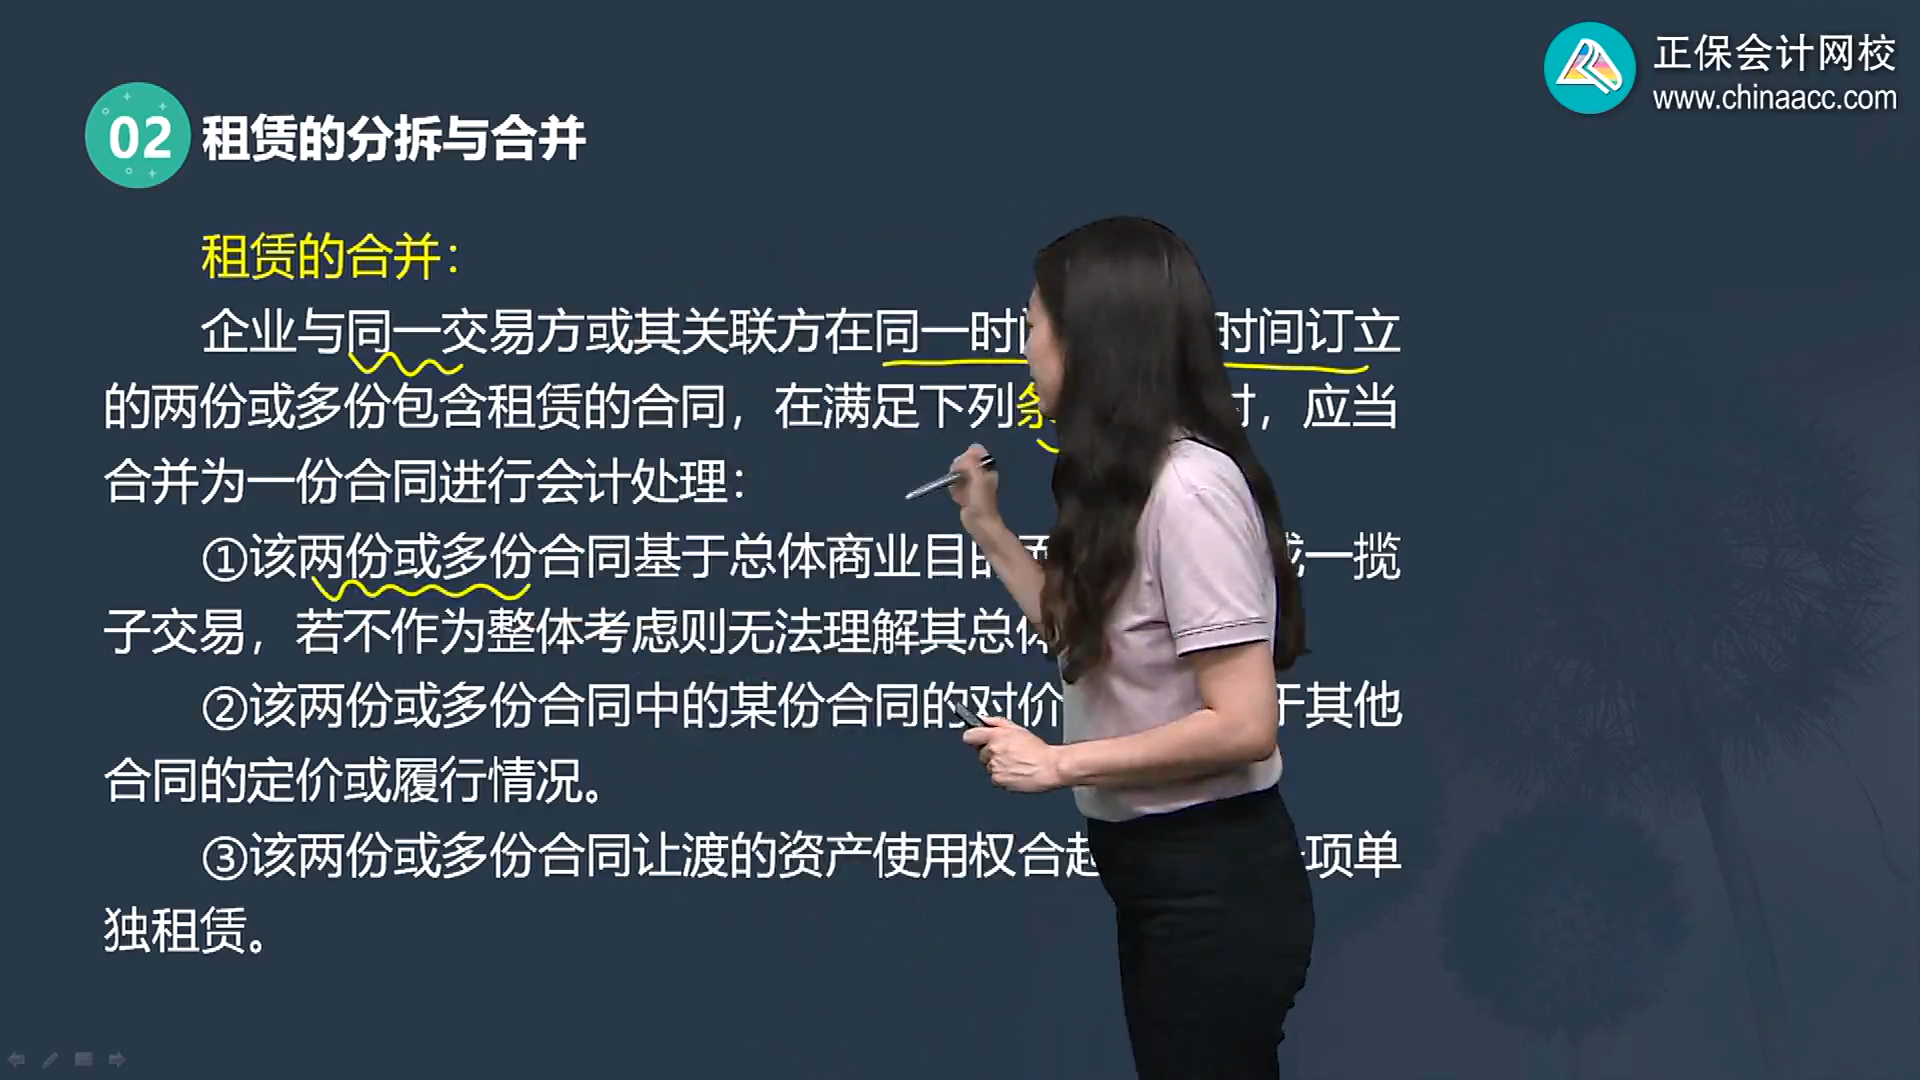 正保会计网校
www.chinaacc.com
02 租赁的分拆与合并
租赁的合并：
企业与同一交易方或其关联方在同一时 时间订立
的两份或多份包含租赁的合同，在满足下列 时，应当
合并为一份合同进行会计处理：
①该两份或多份合同基于总体商业目 一揽
子交易，若不作为整体考虑则无法理解其总体
②该两份或多份合同中的某份合同的对价 于其他
合同的定价或履行情况。
③该两份或多份合同让渡的资产使用权合起 项单
独租赁。